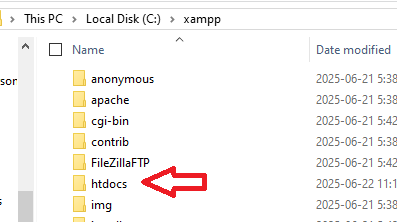 This PC > Local Disk (C:) > xampp
Name Date modified
anonymous 2025-06-21 5:38
apache 2025-06-21 5:38
cgi-bin 2025-06-21 5:42
contrib 2025-06-21 5:38
FileZillaFTP 2025-06-21 5:42
htdocs 2025-06-22 11:1
img 2025-06-21 5:38